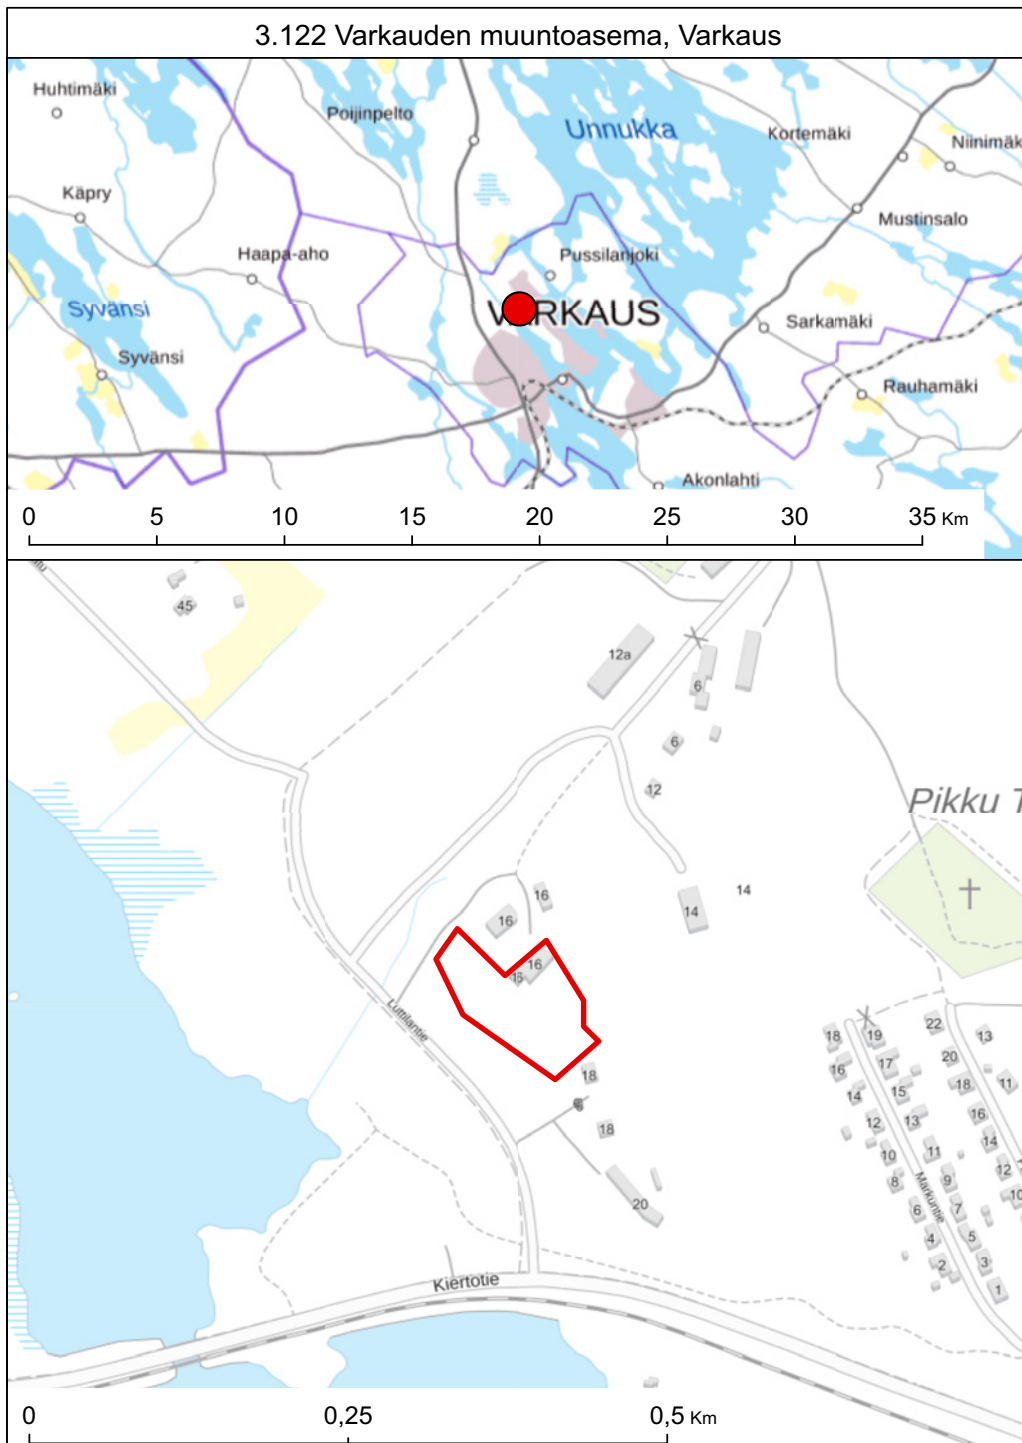 3.122 Varkauden muuntoasema, Varkaus
Huhtimäki
Poijinpelto
Unnukka
Kortemäki
Niinimäk
Käpry
Mustinsalo
Haapa-aho
Pussilanjoki
Syvänsi
VARKAUS
Sarkamäki
Syvänsi
Rauhamäki
Akonlahti
0 5 10 15 20 25 30 35 Km
45
12a
6
6
12
Pikku T
16
14
14
16
16
16
Luttilantie
18
18
20
22
18
19
13
16
17
20
11
14
15
18
12
13
16
10
11
14
8
9
12
10
6
Markuntie
7
4
5
2
3
1
Kiertotie
0 0,25 0,5 Km